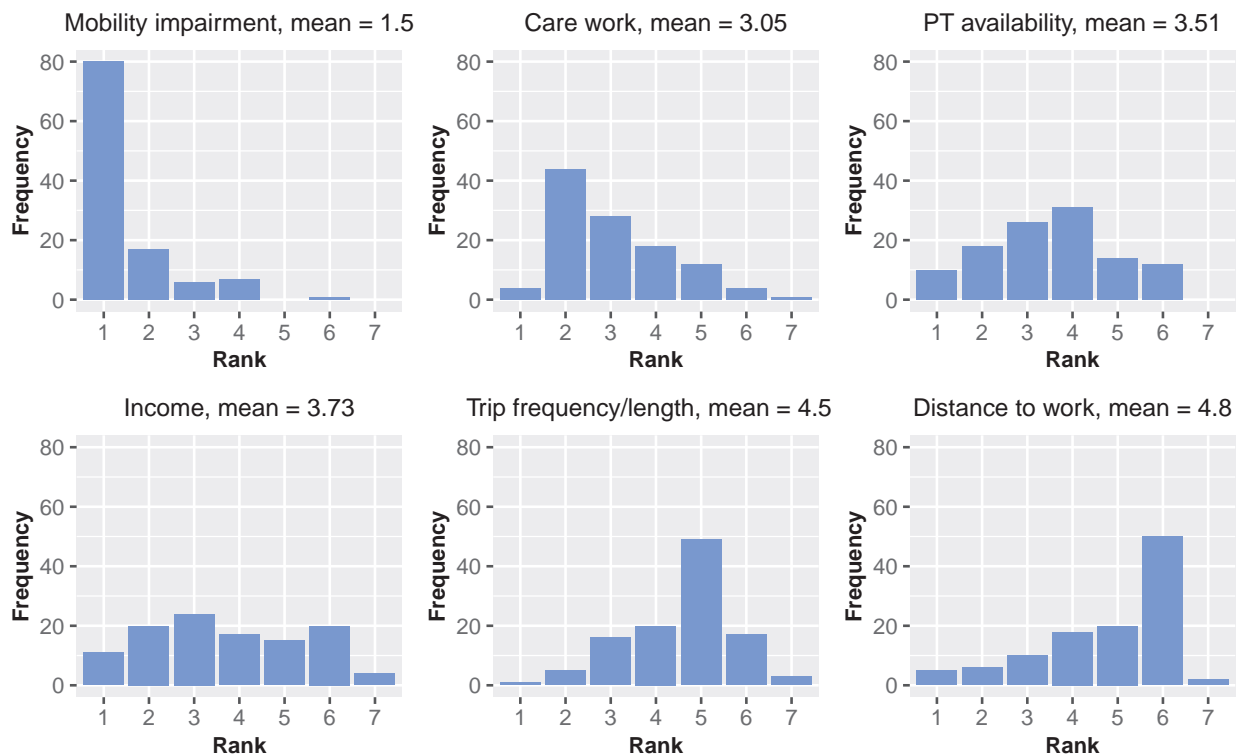 Mobility impairment, mean = 1.5
80
60
40
20
0
Frequency
1 2 3 4 5 6 7
Rank
Care work, mean = 3.05
80
60
40
20
0
Frequency
1 2 3 4 5 6 7
Rank
PT availability, mean = 3.51
80
60
40
20
0
Frequency
1 2 3 4 5 6 7
Rank
Income, mean = 3.73
80
60
40
20
0
Frequency
1 2 3 4 5 6 7
Rank
Trip frequency/length, mean = 4.5
80
60
40
20
0
Frequency
1 2 3 4 5 6 7
Rank
Distance to work, mean = 4.8
80
60
40
20
0
Frequency
1 2 3 4 5 6 7
Rank